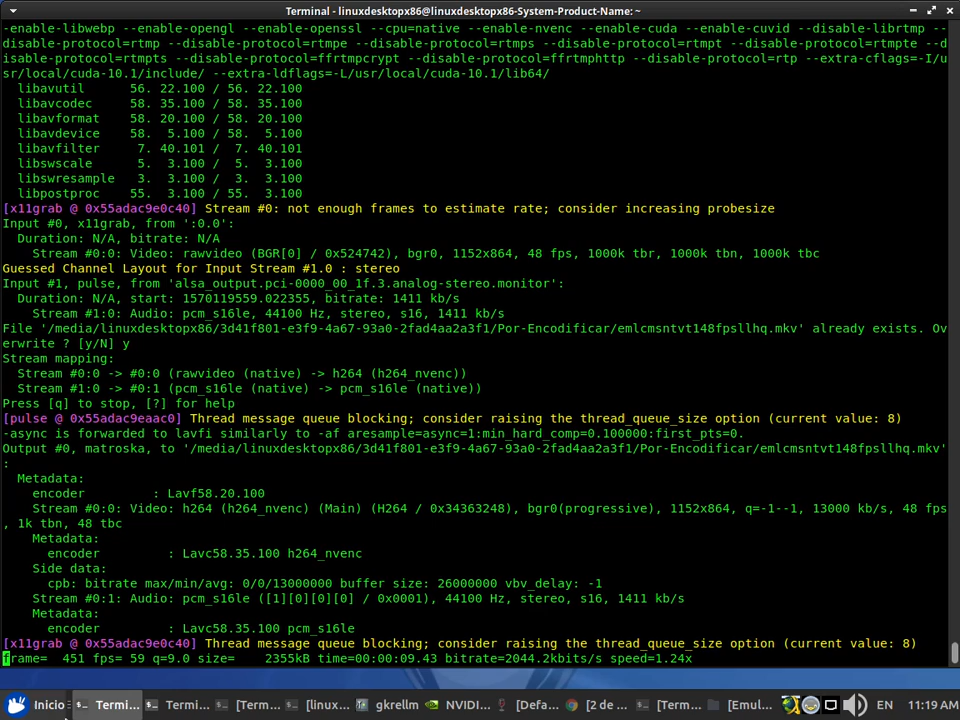 Terminal - linuxdesktopx86@linuxdesktopx86-System-Product-Name: ~
-enable-libwebp --enable-opengl --enable-openssl --cpu=native --enable-nvenc --enable-cuda --enable-cuvid --disable-librtmp --disable-protocol=rtmp --disable-protocol=rtmpe --disable-protocol=rtmps --disable-protocol=rtmpt --disable-protocol=rtmpte --d
isable-protocol=rtmpts --disable-protocol=ffrtmpcrypt --disable-protocol=ffrtmphttp --disable-protocol=rtp --extra-cflags=-I/u
sr/local/cuda-10.1/include/ --extra-ldflags=-L/usr/local/cuda-10.1/lib64/
libavutil 56. 22.100 / 56. 22.100
libavcodec 58. 35.100 / 58. 35.100
libavformat 58. 20.100 / 58. 20.100
libavdevice 58. 5.100 / 58. 5.100
libavfilter 7. 40.101 / 7. 40.101
libswscale 5. 3.100 / 5. 3.100
libswresample 3. 3.100 / 3. 3.100
libpostproc 55. 3.100 / 55. 3.100
[x11grab @ 0x55adac9e0c40] Stream #0: not enough frames to estimate rate; consider increasing probesize
Input #0, x11grab, from ':0.0':
Duration: N/A, bitrate: N/A
Stream #0:0: Video: rawvideo (BGR[0] / 0x524742), bgr0, 1152x864, 48 fps, 1000k tbr, 1000k tbn, 1000k tbc
Guessed Channel Layout for Input Stream #1.0 : stereo
Input #1, pulse, from 'alsa_output.pci-0000_00_1f.3.analog-stereo.monitor':
Duration: N/A, start: 1570119559.022355, bitrate: 1411 kb/s
Stream #1:0: Audio: pcm_s16le, 44100 Hz, stereo, s16, 1411 kb/s
File '/media/linuxdesktopx86/3d41f801-e3f9-4a67-93a0-2fad4aa2a3f1/Por-Encodificar/emlcmsntvt148fpsllhq.mkv' already exists. Ov
erwrite ? [y/N] y
Stream mapping:
Stream #0:0 -> #0:0 (rawvideo (native) -> h264 (h264_nvenc))
Stream #1:0 -> #0:1 (pcm_s16le (native) -> pcm_s16le (native))
Press [q] to stop, [?] for help
[pulse @ 0x55adac9eaac0] Thread message queue blocking; consider raising the thread_queue_size option (current value: 8)
-async is forwarded to lavfi similarly to -af aresample=async=1:min_hard_comp=0.100000:first_pts=0.
Output #0, matroska, to '/media/linuxdesktopx86/3d41f801-e3f9-4a67-93a0-2fad4aa2a3f1/Por-Encodificar/emlcmsntvt148fpsllhq.mkv'
:
Metadata:
encoder : Lavf58.20.100
Stream #0:0: Video: h264 (h264_nvenc) (Main) (H264 / 0x34363248), bgr0(progressive), 1152x864, q=-1--1, 13000 kb/s, 48 fps
, 1k tbn, 48 tbc
Metadata:
encoder : Lavc58.35.100 h264_nvenc
Side data:
cpb: bitrate max/min/avg: 0/0/13000000 buffer size: 26000000 vbv_delay: -1
Stream #0:1: Audio: pcm_s16le ([1][0][0][0] / 0x0001), 44100 Hz, stereo, s16, 1411 kb/s
Metadata:
encoder : Lavc58.35.100 pcm_s16le
[x11grab @ 0x55adac9e0c40] Thread message queue blocking; consider raising the thread_queue_size option (current value: 8)
frame= 451 fps= 59 q=9.0 size= 2355kB time=00:00:09.43 bitrate=2044.2kbits/s speed=1.24x
Inicio Termi... Termi... [Term... [linux... gkrellm NVIDI... [Defa... [2 de ... [Term... [Emul... EN 11:19 AM